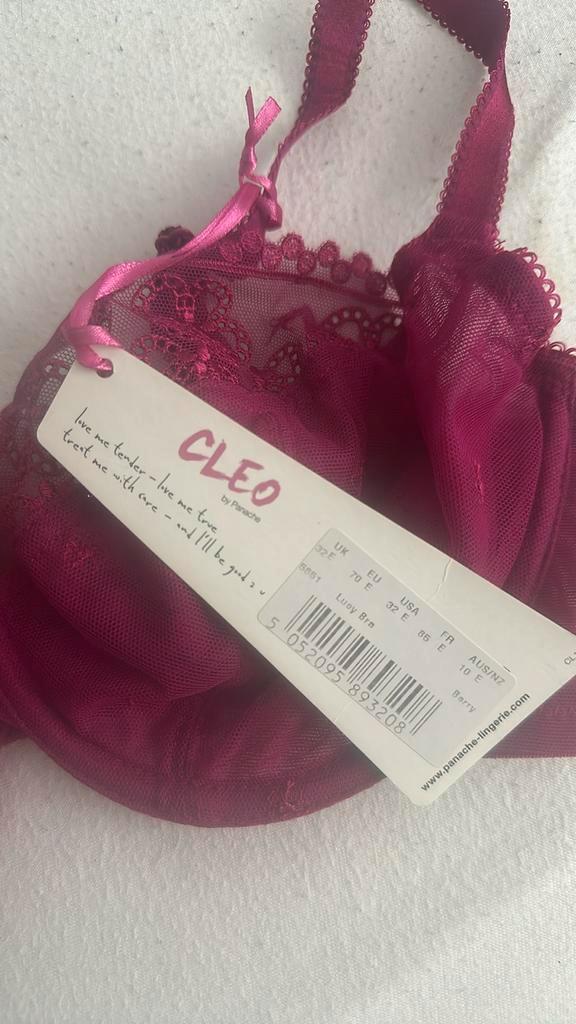 love me tender - love me true
treat me with care - and I'll be good 2 u
CLEO
by Panache
UK EU USA FR AUS/NZ
32E 70 E 32 E 85 E 10 E
5851 Lucy Bra Berry
5 052095 893208
www.panache-lingerie.com